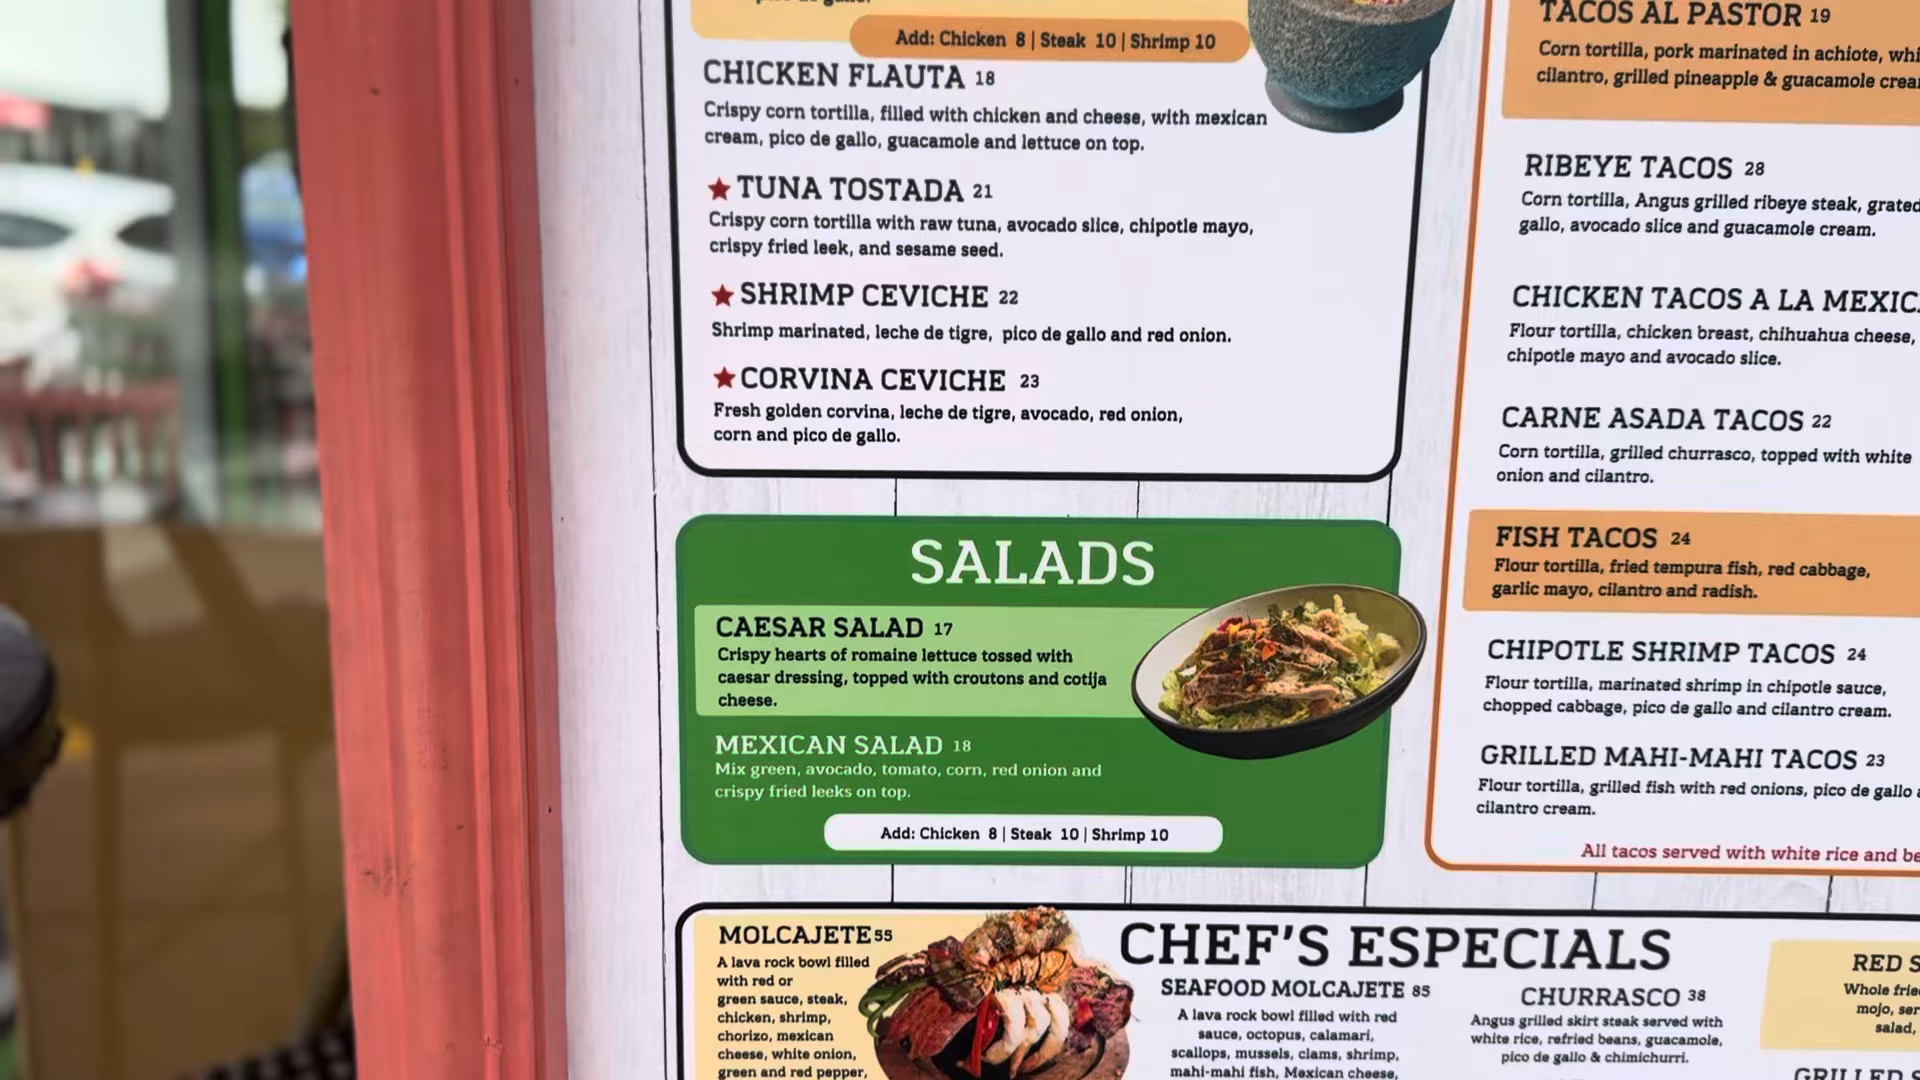 pico de gallo.
Add: Chicken 8 | Steak 10 | Shrimp 10
CHICKEN FLAUTA 18
Crispy corn tortilla, filled with chicken and cheese, with mexican
cream, pico de gallo, guacamole and lettuce on top.
★ TUNA TOSTADA 21
Crispy corn tortilla with raw tuna, avocado slice, chipotle mayo,
crispy fried leek, and sesame seed.
★ SHRIMP CEVICHE 22
Shrimp marinated, leche de tigre, pico de gallo and red onion.
★ CORVINA CEVICHE 23
Fresh golden corvina, leche de tigre, avocado, red onion,
corn and pico de gallo.
SALADS
CAESAR SALAD 17
Crispy hearts of romaine lettuce tossed with
caesar dressing, topped with croutons and cotija
cheese.
MEXICAN SALAD 18
Mix green, avocado, tomato, corn, red onion and
crispy fried leeks on top.
Add: Chicken 8 | Steak 10 | Shrimp 10
TACOS AL PASTOR 19
Corn tortilla, pork marinated in achiote,
cilantro, grilled pineapple & guacamole
RIBEYE TACOS 28
Corn tortilla, Angus grilled ribeye steak, grated
gallo, avocado slice and guacamole cream.
CHICKEN TACOS A LA
Flour tortilla, chicken breast, chihuahua cheese,
chipotle mayo and avocado slice.
CARNE ASADA TACOS 22
Corn tortilla, grilled churrasco, topped with white
onion and cilantro.
FISH TACOS 24
Flour tortilla, fried tempura fish, red cabbage,
garlic mayo, cilantro and radish.
CHIPOTLE SHRIMP TACOS 24
Flour tortilla, marinated shrimp in chipotle sauce,
chopped cabbage, pico de gallo and cilantro cream.
GRILLED MAHI-MAHI TACOS 23
Flour tortilla, grilled fish with red onions, pico de gallo
cilantro cream.
All tacos served with white rice and
CHEF'S ESPECIALS
MOLCAJETE 55
A lava rock bowl filled
with red or
green sauce, steak,
chicken, shrimp,
chorizo, mexican
cheese, white onion,
green and red pepper,
SEAFOOD MOLCAJETE 85
A lava rock bowl filled with red
sauce, octopus, calamari,
scallops, mussels, clams, shrimp,
mahi-mahi fish, Mexican cheese,
CHURRASCO 38
Angus grilled skirt steak served with
white rice, refried beans, guacamole,
pico de gallo & chimichurri.
RED
Whole
mojo,
salad,
GRILLED